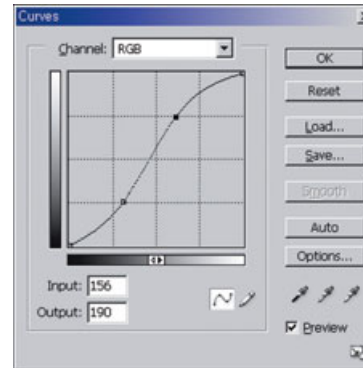 Curves
Channel: RGB
OK
Reset
Load...
Save...
Smooth
Auto
Options...
Input: 156
Output: 190
Preview